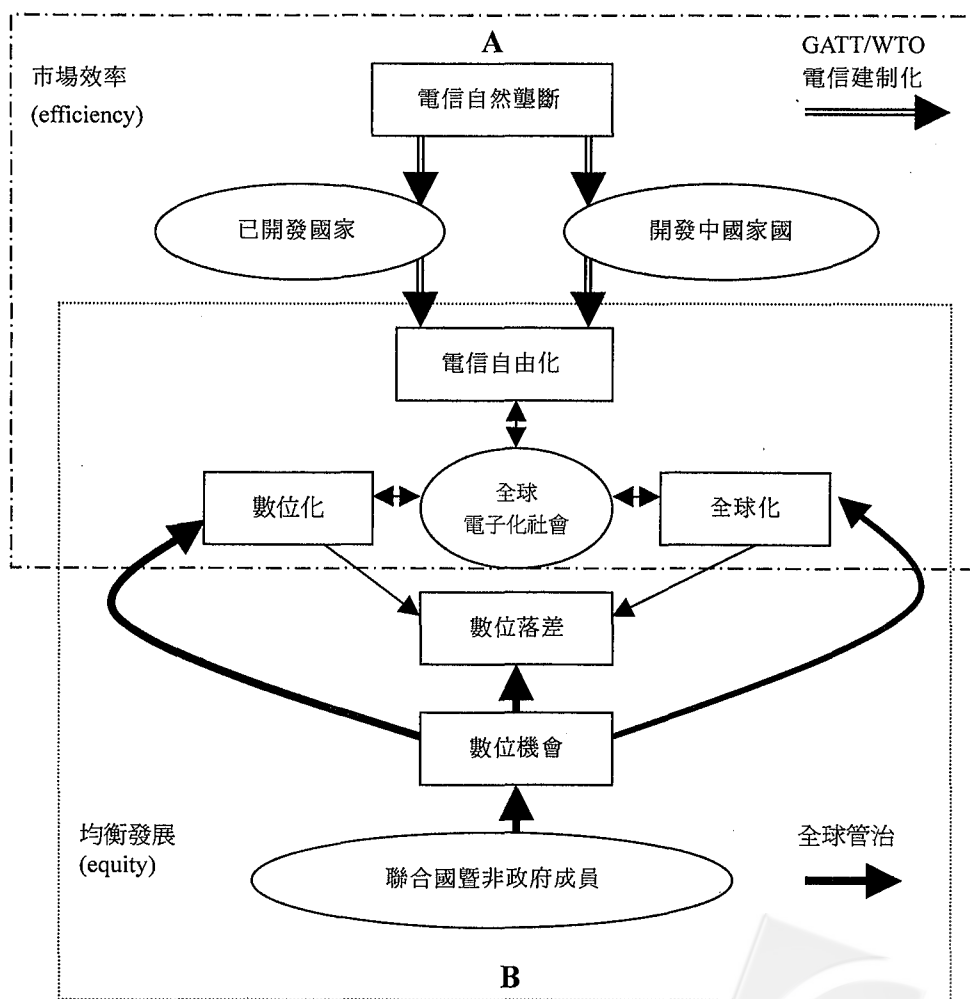 A
市場效率
(efficiency)
GATT/WTO
電信建制化
電信自然壟斷
已開發國家
開發中國家國
電信自由化
數位化
全球
電子化社會
全球化
數位落差
數位機會
均衡發展
(equity)
全球管治
聯合國暨非政府成員
B